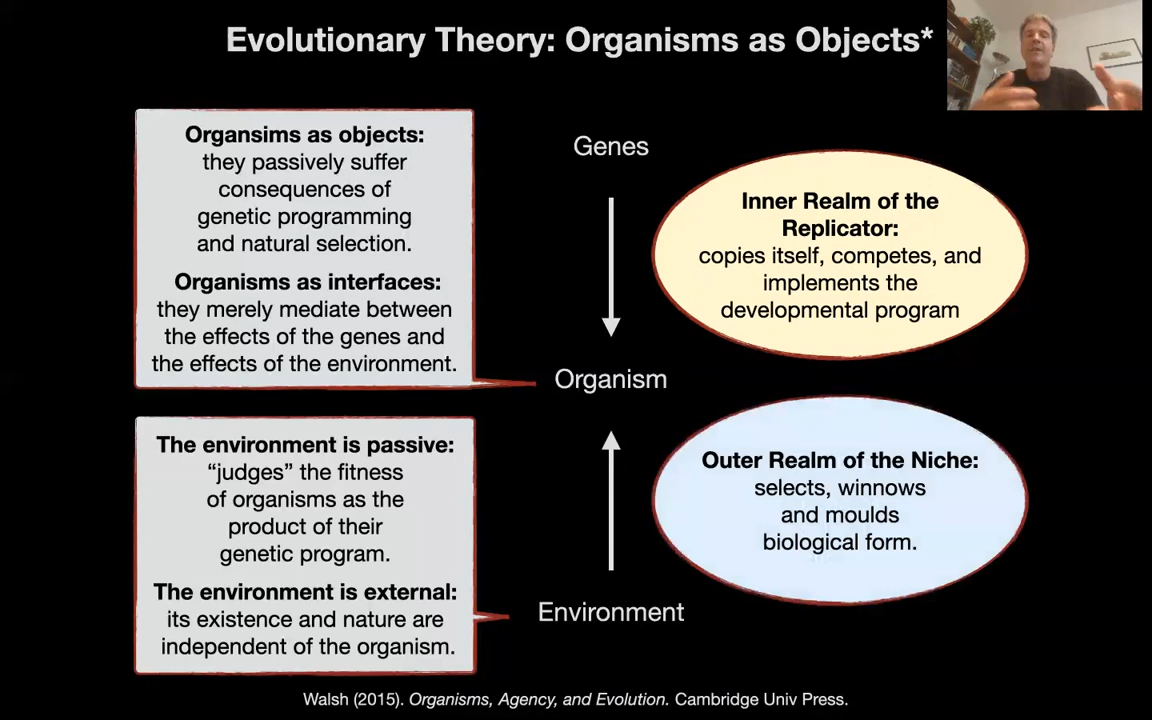 Evolutionary Theory: Organisms as Objects*
Organsims as objects:
they passively suffer
consequences of
genetic programming
and natural selection.
Organisms as interfaces:
they merely mediate between
the effects of the genes and
the effects of the environment.
Genes
Inner Realm of the
Replicator:
copies itself, competes, and
implements the
developmental program
Organism
The environment is passive:
“judges” the fitness
of organisms as the
product of their
genetic program.
The environment is external:
its existence and nature are
independent of the organism.
Outer Realm of the Niche:
selects, winnows
and moulds
biological form.
Environment
Walsh (2015). Organisms, Agency, and Evolution. Cambridge Univ Press.